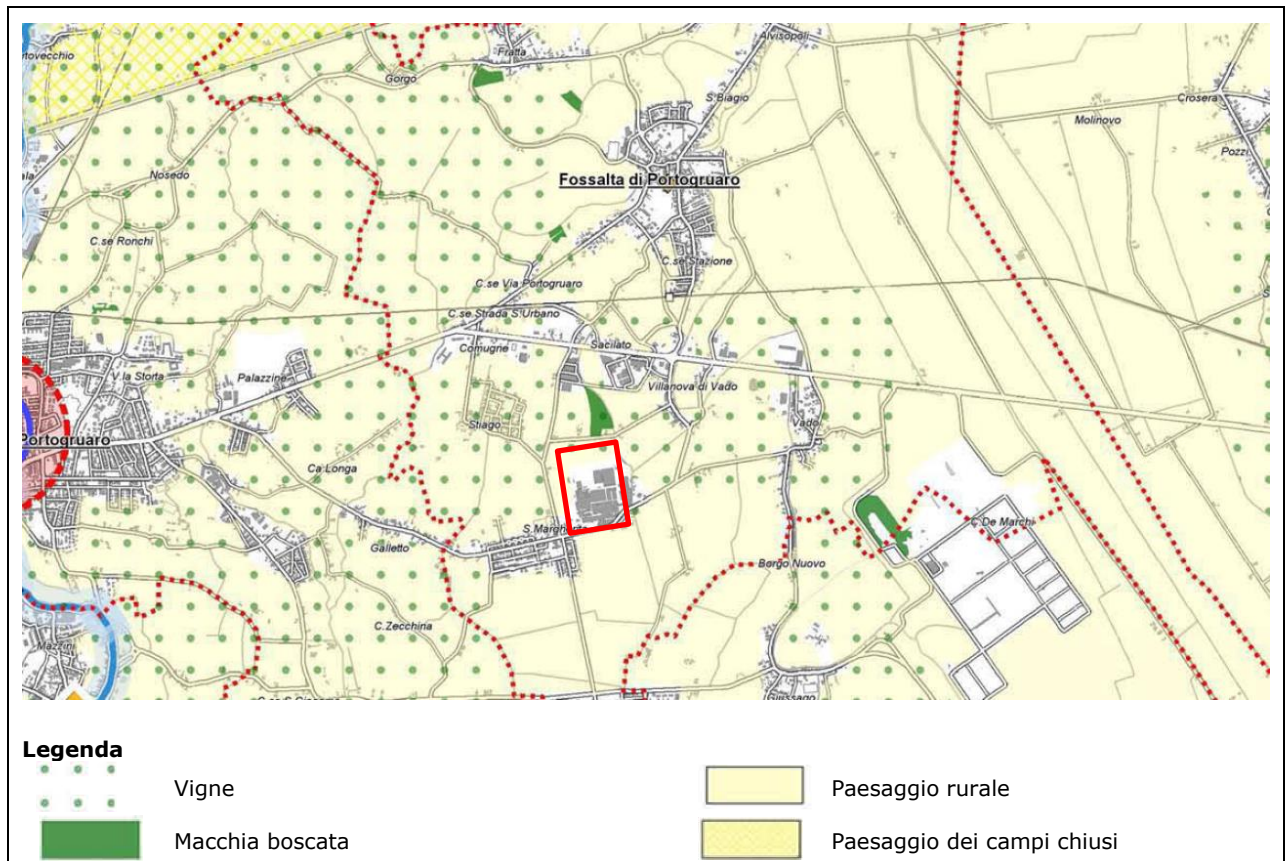 Fratta
Alvisopoli
Gorgo
S.Biagio
Crosera
Molinovo
Pozzi
Nosedo
Fossalta di Portogruaro
C.se Ronchi
C.se Stazione
C.se Via Portogruaro
C.se Strada S.Urbano
Sacilato
Comugne
V.la Storta
Palazzine
Villanova di Vado
Stiago
Vado
Portogruaro
Ca Longa
S.Margherita
C.De Marchi
Galletto
Borgo Nuovo
C.Zecchina
Mazzini
Giussago
Legenda
Vigne
Paesaggio rurale
Macchia boscata
Paesaggio dei campi chiusi